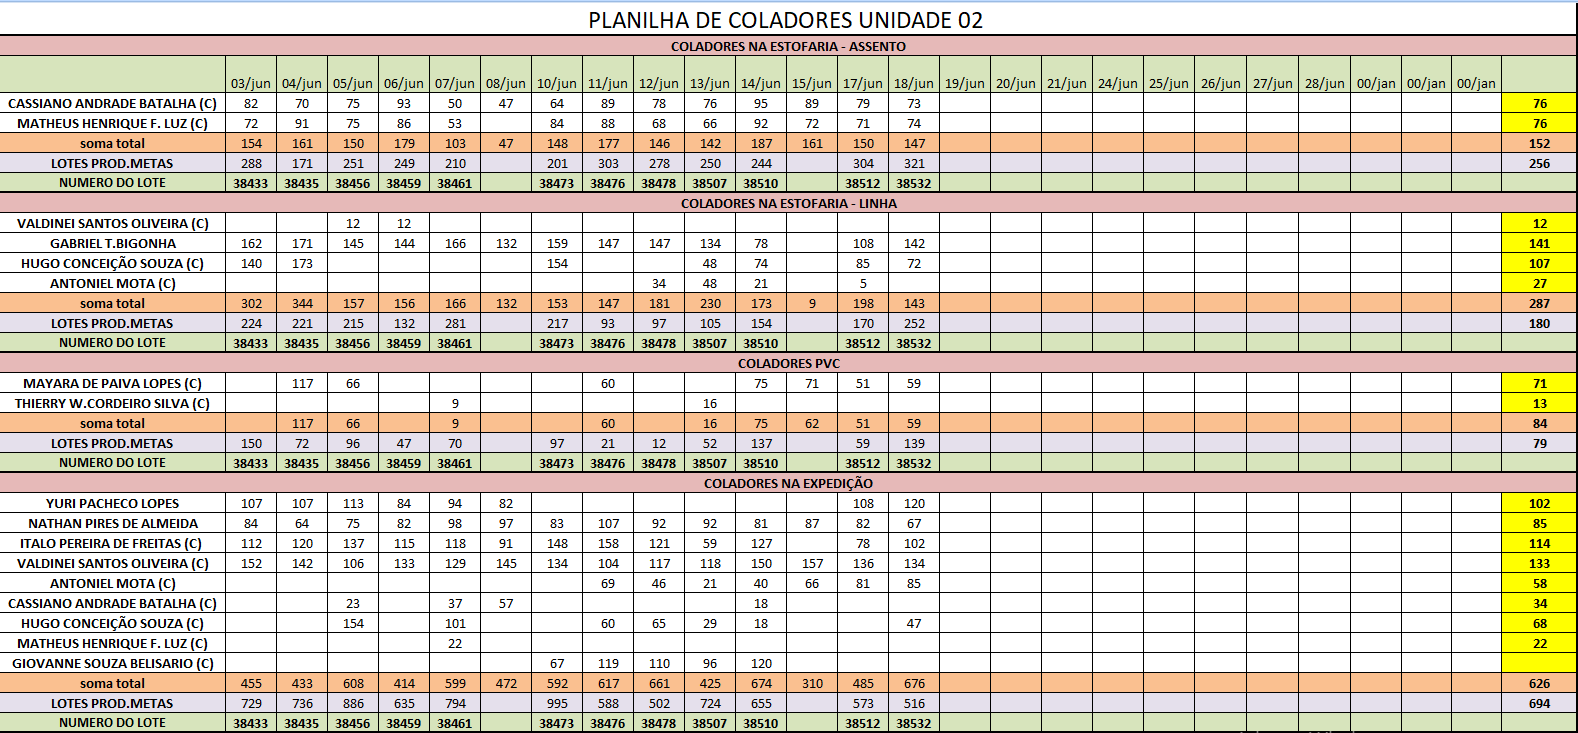 PLANILHA DE COLADORES UNIDADE 02
COLADORES NA ESTOFARIA - ASSENTO
03/jun 04/jun 05/jun 06/jun 07/jun 08/jun 10/jun 11/jun 12/jun 13/jun 14/jun 15/jun 17/jun 18/jun 19/jun 20/jun 21/jun 24/jun 25/jun 26/jun 27/jun 28/jun 00/jan 00/jan 00/jan
CASSIANO ANDRADE BATALHA (C) 82 70 75 93 50 47 64 89 78 76 95 89 79 73 76
MATHEUS HENRIQUE F. LUZ (C) 72 91 75 86 53 84 88 68 66 92 72 71 74 76
soma total 154 161 150 179 103 47 148 177 146 142 187 161 150 147 152
LOTES PROD.METAS 288 171 251 249 210 201 303 278 250 244 304 321 256
NUMERO DO LOTE 38433 38435 38456 38459 38461 38473 38476 38478 38507 38510 38512 38532
COLADORES NA ESTOFARIA - LINHA
VALDINEI SANTOS OLIVEIRA (C) 12 12 12
GABRIEL T.BIGONHA 162 171 145 144 166 132 159 147 147 134 78 108 142 141
HUGO CONCEIÇÃO SOUZA (C) 140 173 154 48 74 85 72 107
ANTONIEL MOTA (C) 34 48 21 5 27
soma total 302 344 157 156 166 132 153 147 181 230 173 9 198 143 287
LOTES PROD.METAS 224 221 215 132 281 217 93 97 105 154 170 252 180
NUMERO DO LOTE 38433 38435 38456 38459 38461 38473 38476 38478 38507 38510 38512 38532
COLADORES PVC
MAYARA DE PAIVA LOPES (C) 117 66 60 75 71 51 59 71
THIERRY W.CORDEIRO SILVA (C) 9 16 13
soma total 117 66 9 60 16 75 62 51 59 84
LOTES PROD.METAS 150 72 96 47 70 97 21 12 52 137 59 139 79
NUMERO DO LOTE 38433 38435 38456 38459 38461 38473 38476 38478 38507 38510 38512 38532
COLADORES NA EXPEDIÇÃO
YURI PACHECO LOPES 107 107 113 84 94 82 108 120 102
NATHAN PIRES DE ALMEIDA 84 64 75 82 98 97 83 107 92 92 81 87 82 67 85
ITALO PEREIRA DE FREITAS (C) 112 120 137 115 118 91 148 158 121 59 127 78 102 114
VALDINEI SANTOS OLIVEIRA (C) 152 142 106 133 129 145 134 104 117 118 150 157 136 134 133
ANTONIEL MOTA (C) 69 46 21 40 66 81 85 58
CASSIANO ANDRADE BATALHA (C) 23 37 57 18 34
HUGO CONCEIÇÃO SOUZA (C) 154 101 60 65 29 18 47 68
MATHEUS HENRIQUE F. LUZ (C) 22 22
GIOVANNE SOUZA BELISARIO (C) 67 119 110 96 120
soma total 455 433 608 414 599 472 592 617 661 425 674 310 485 676 626
LOTES PROD.METAS 729 736 886 635 794 995 588 502 724 655 573 516 694
NUMERO DO LOTE 38433 38435 38456 38459 38461 38473 38476 38478 38507 38510 38512 38532